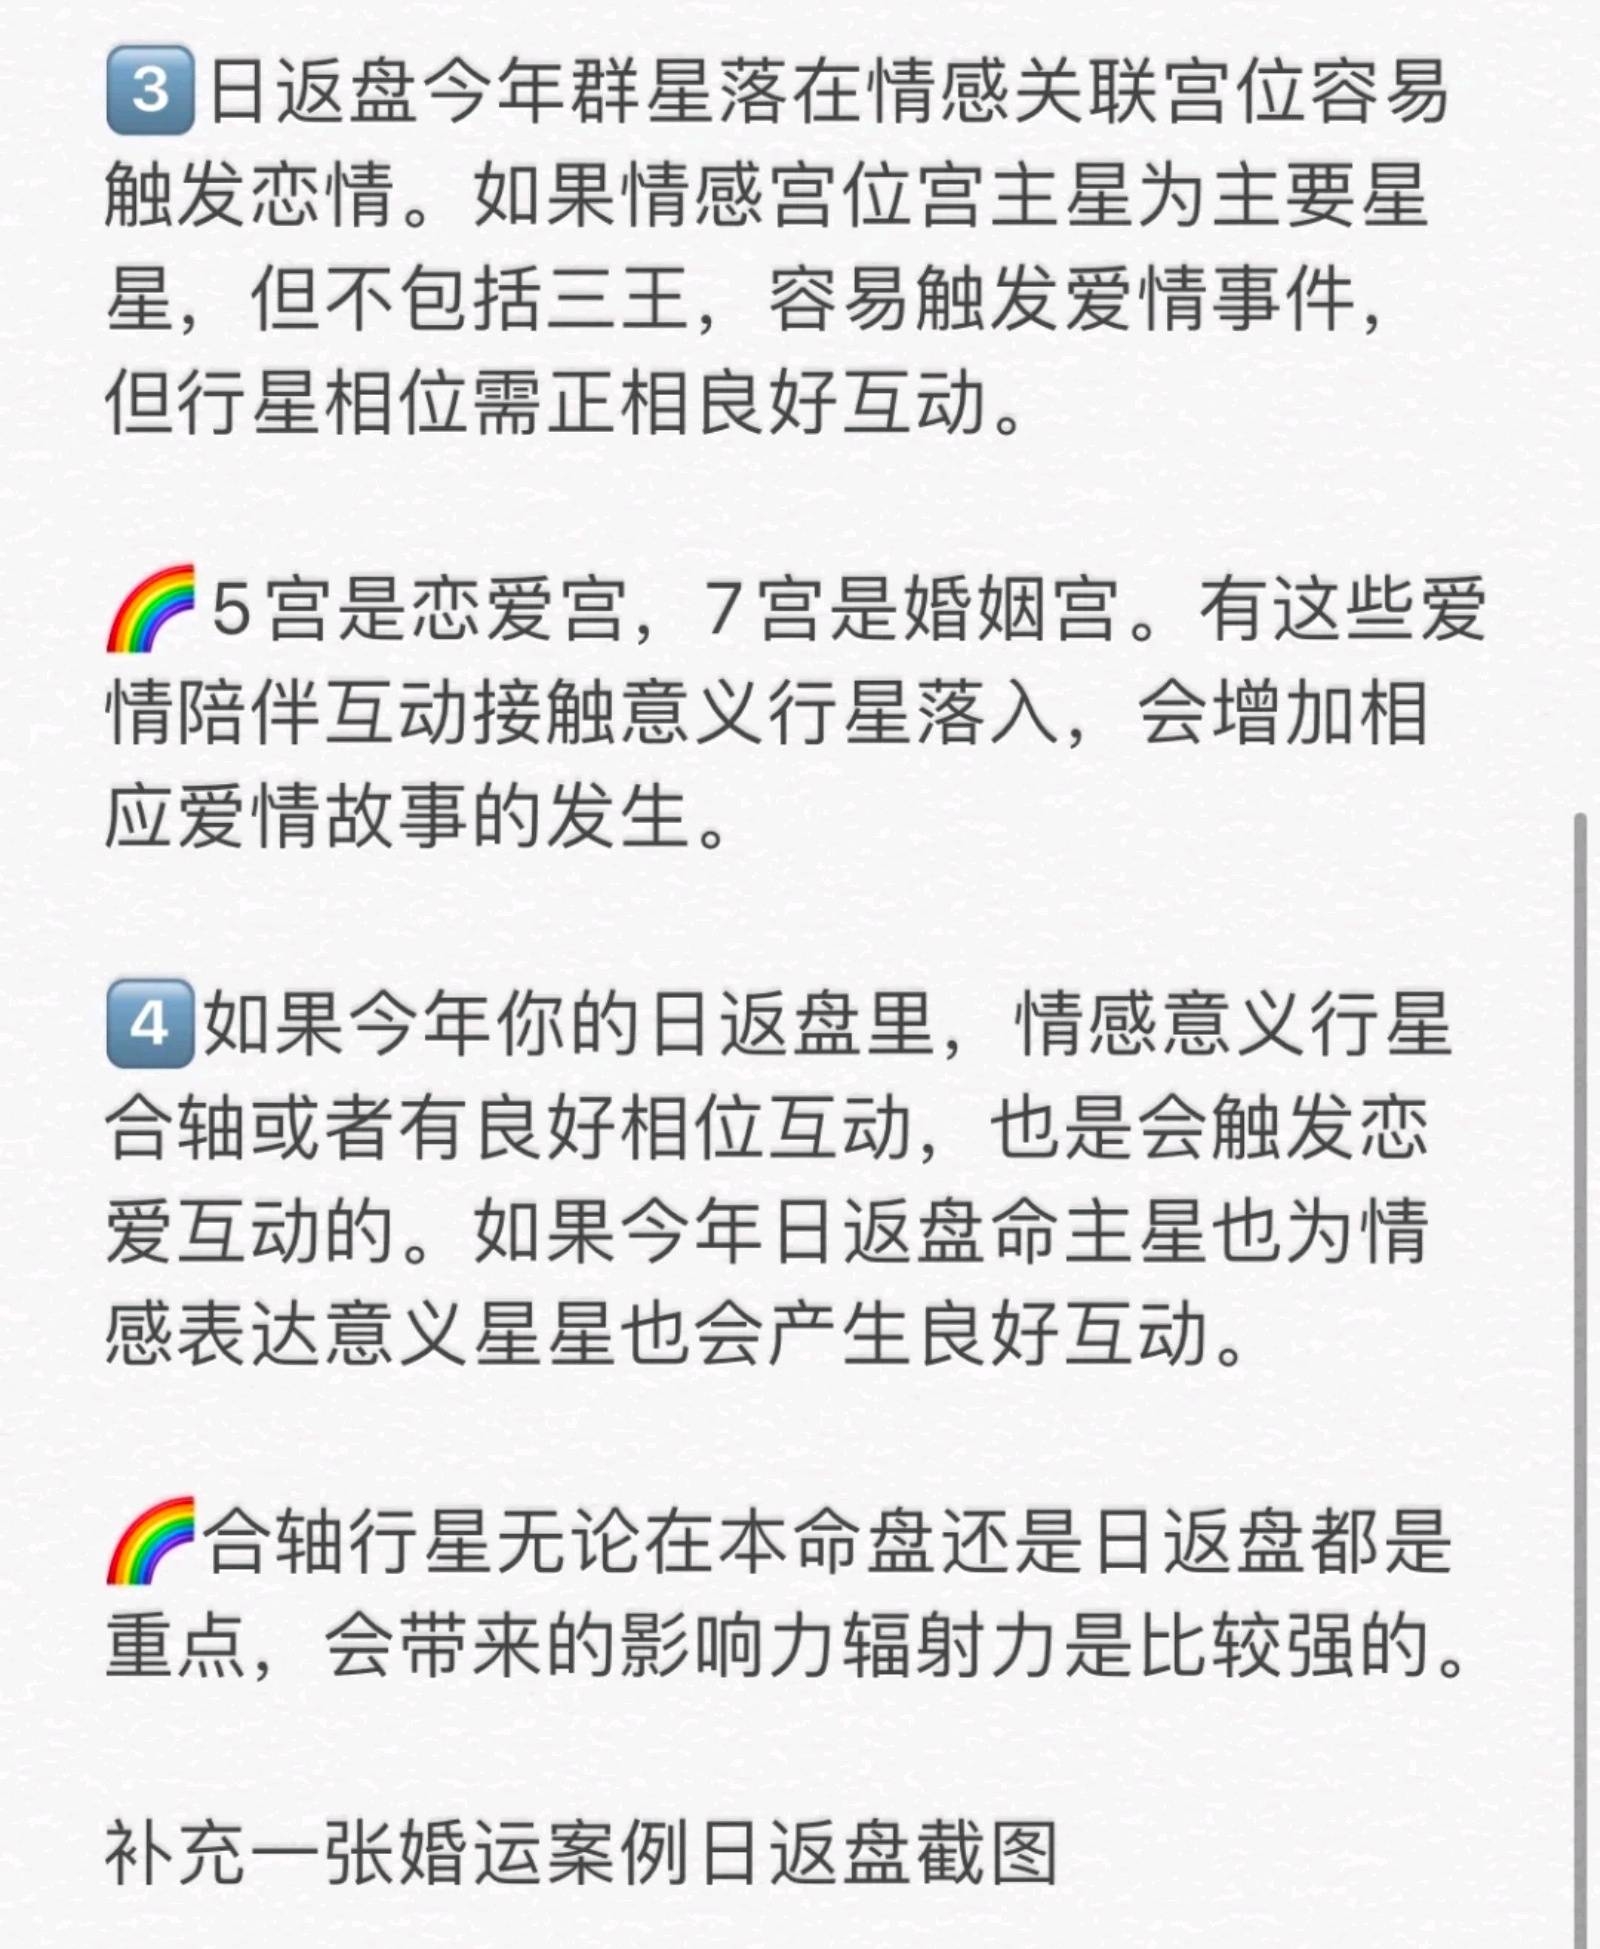 3️⃣日返盘今年群星落在情感关联宫位容易
触发恋情。如果情感宫位宫主星为主要星
星，但不包括三王，容易触发爱情事件，
但行星相位需正相良好互动。
🌈5宫是恋爱宫，7宫是婚姻宫。有这些爱
情陪伴互动接触意义行星落入，会增加相
应爱情故事的发生。
4️⃣如果今年你的日返盘里，情感意义行星
合轴或者有良好相位互动，也是会触发恋
爱互动的。如果今年日返盘命主星也为情
感表达意义星星也会产生良好互动。
🌈合轴行星无论在本命盘还是日返盘都是
重点，会带来的影响力辐射力是比较强的。
补充一张婚运案例日返盘截图